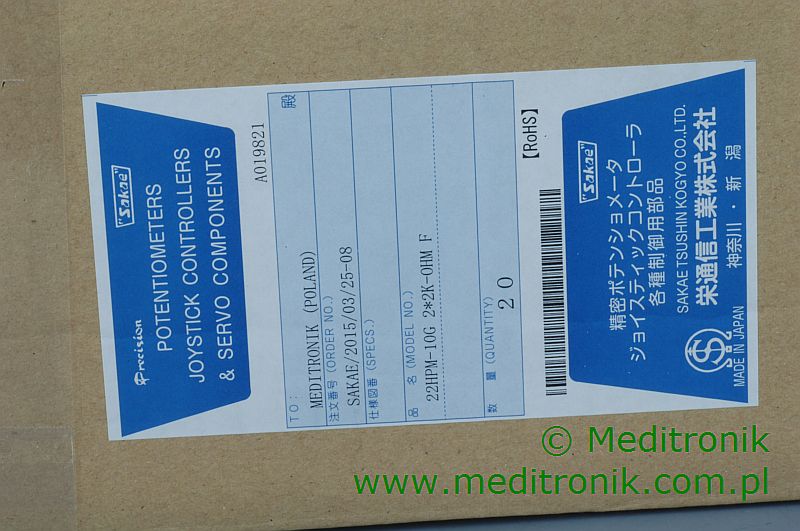 "Sakae"
Precision
POTENTIOMETERS
JOYSTICK CONTROLLERS
& SERVO COMPONENTS
A019821
TO: 殿
MEDITRONIK (POLAND)
注文番号 (ORDER NO.)
SAKAE/2015/03/25-08
仕様図番 (SPECS.)
品 名 (MODEL NO.)
22HPM-10G 2*2K-OHM F
数 量 (QUANTITY)
20
【RoHS】
"Sakae"
精密ポテンショメータ
ジョイスティックコントローラ
各種制御用部品
SAKAE TSUSHIN KOGYO CO.,LTD.
栄通信工業株式会社
神奈川・新潟
MADE IN JAPAN
© Meditronik
www.meditronik.com.pl